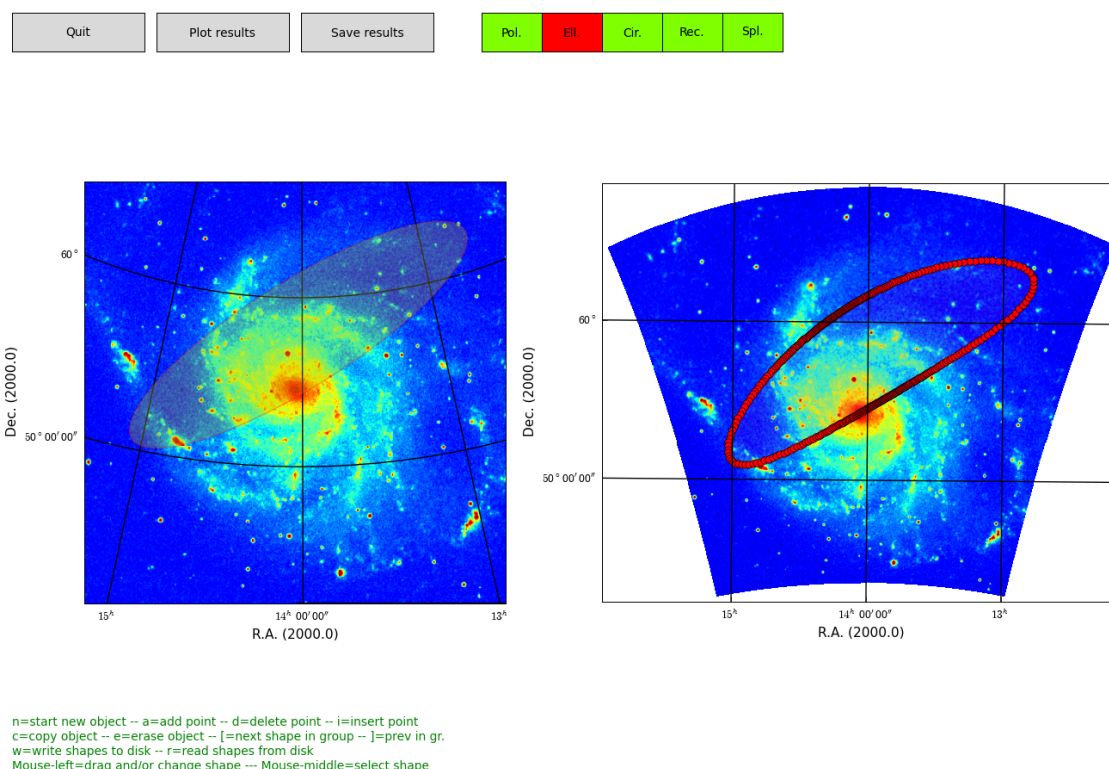 Quit Plot results Save results Pol. Ell. Cir. Rec. Spl.
60°
50°00′00″
Dec. (2000.0)
15ʰ 14ʰ 00′00″ 13ʰ
R.A. (2000.0)
60°
50°00′00″
Dec. (2000.0)
15ʰ 14ʰ 00′00″ 13ʰ
R.A. (2000.0)
n=start new object -- a=add point -- d=delete point -- i=insert point
c=copy object -- e=erase object -- [=next shape in group -- ]=prev in gr.
w=write shapes to disk -- r=read shapes from disk
Mouse-left=drag and/or change shape --- Mouse-middle=select shape